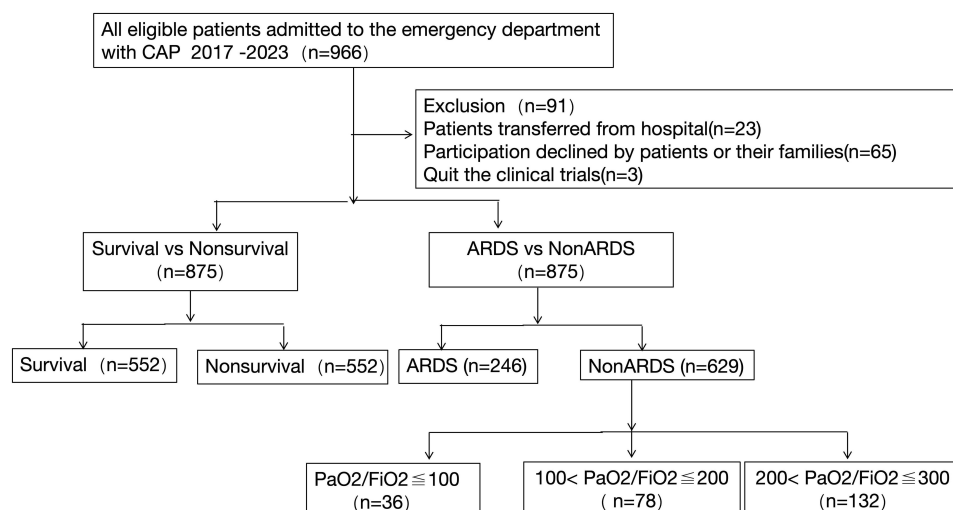 All eligible patients admitted to the emergency department
with CAP 2017 -2023（n=966）
Exclusion（n=91）
Patients transferred from hospital(n=23)
Participation declined by patients or their families(n=65)
Quit the clinical trials(n=3)
Survival vs Nonsurvival
（n=875）
ARDS vs NonARDS
（n=875）
Survival（n=552）
Nonsurvival（n=552）
ARDS (n=246)
NonARDS (n=629)
PaO2/FiO2≦100
(n=36)
100< PaO2/FiO2≦200
( n=78)
200< PaO2/FiO2≦300
(n=132)